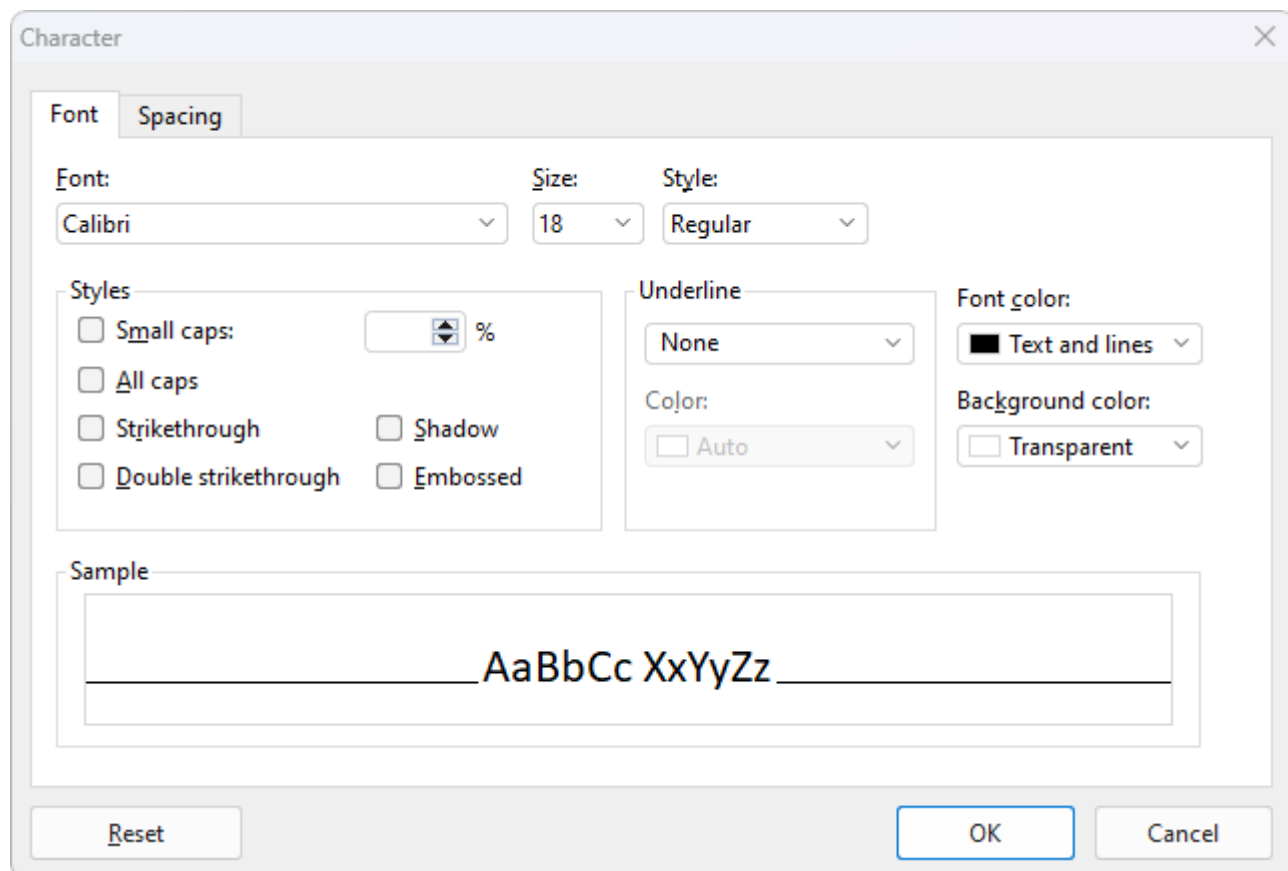 Character
Font Spacing
Font: Size: Style:
Calibri 18 Regular
Styles Underline Font color:
Small caps: % None Text and lines
All caps Color: Background color:
Strikethrough Shadow Auto Transparent
Double strikethrough Embossed
Sample
AaBbCc XxYyZz
Reset OK Cancel